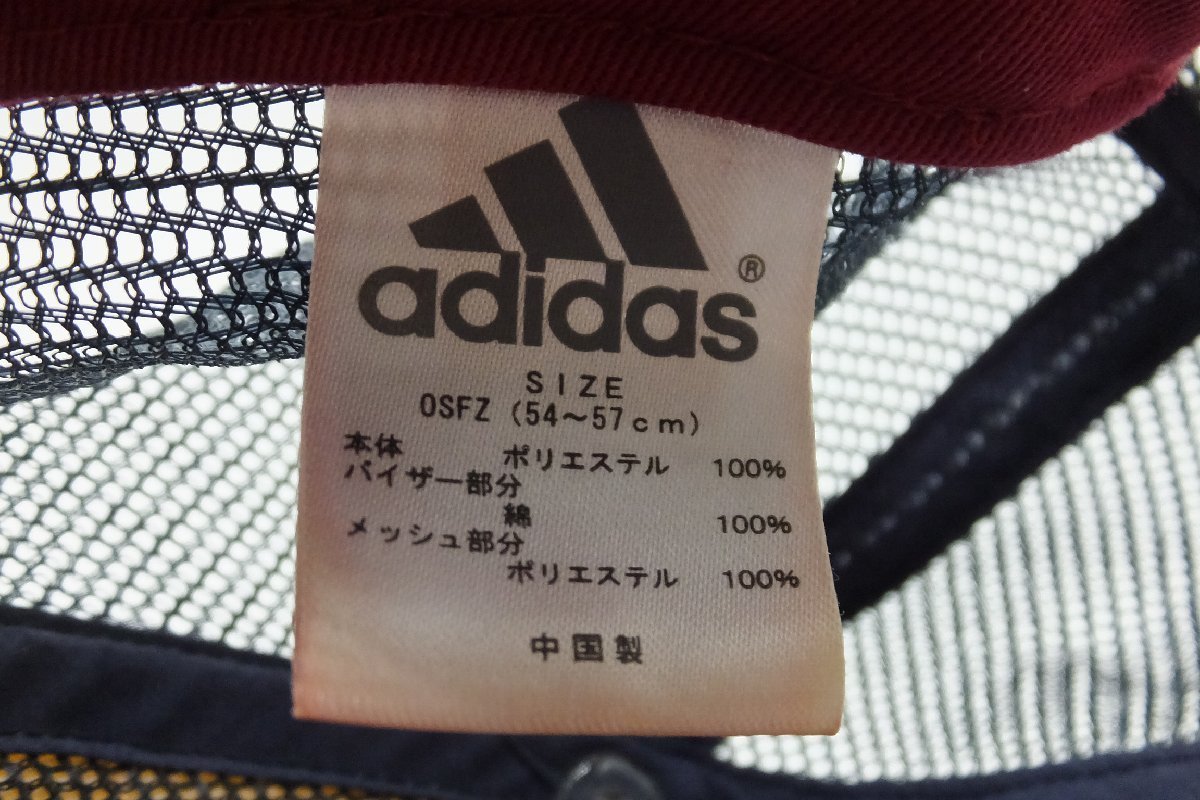 adidas®
SIZE
OSFZ (54～57cm)
本体 ポリエステル 100%
バイザー部分
綿 100%
メッシュ部分
ポリエステル 100%
中国製